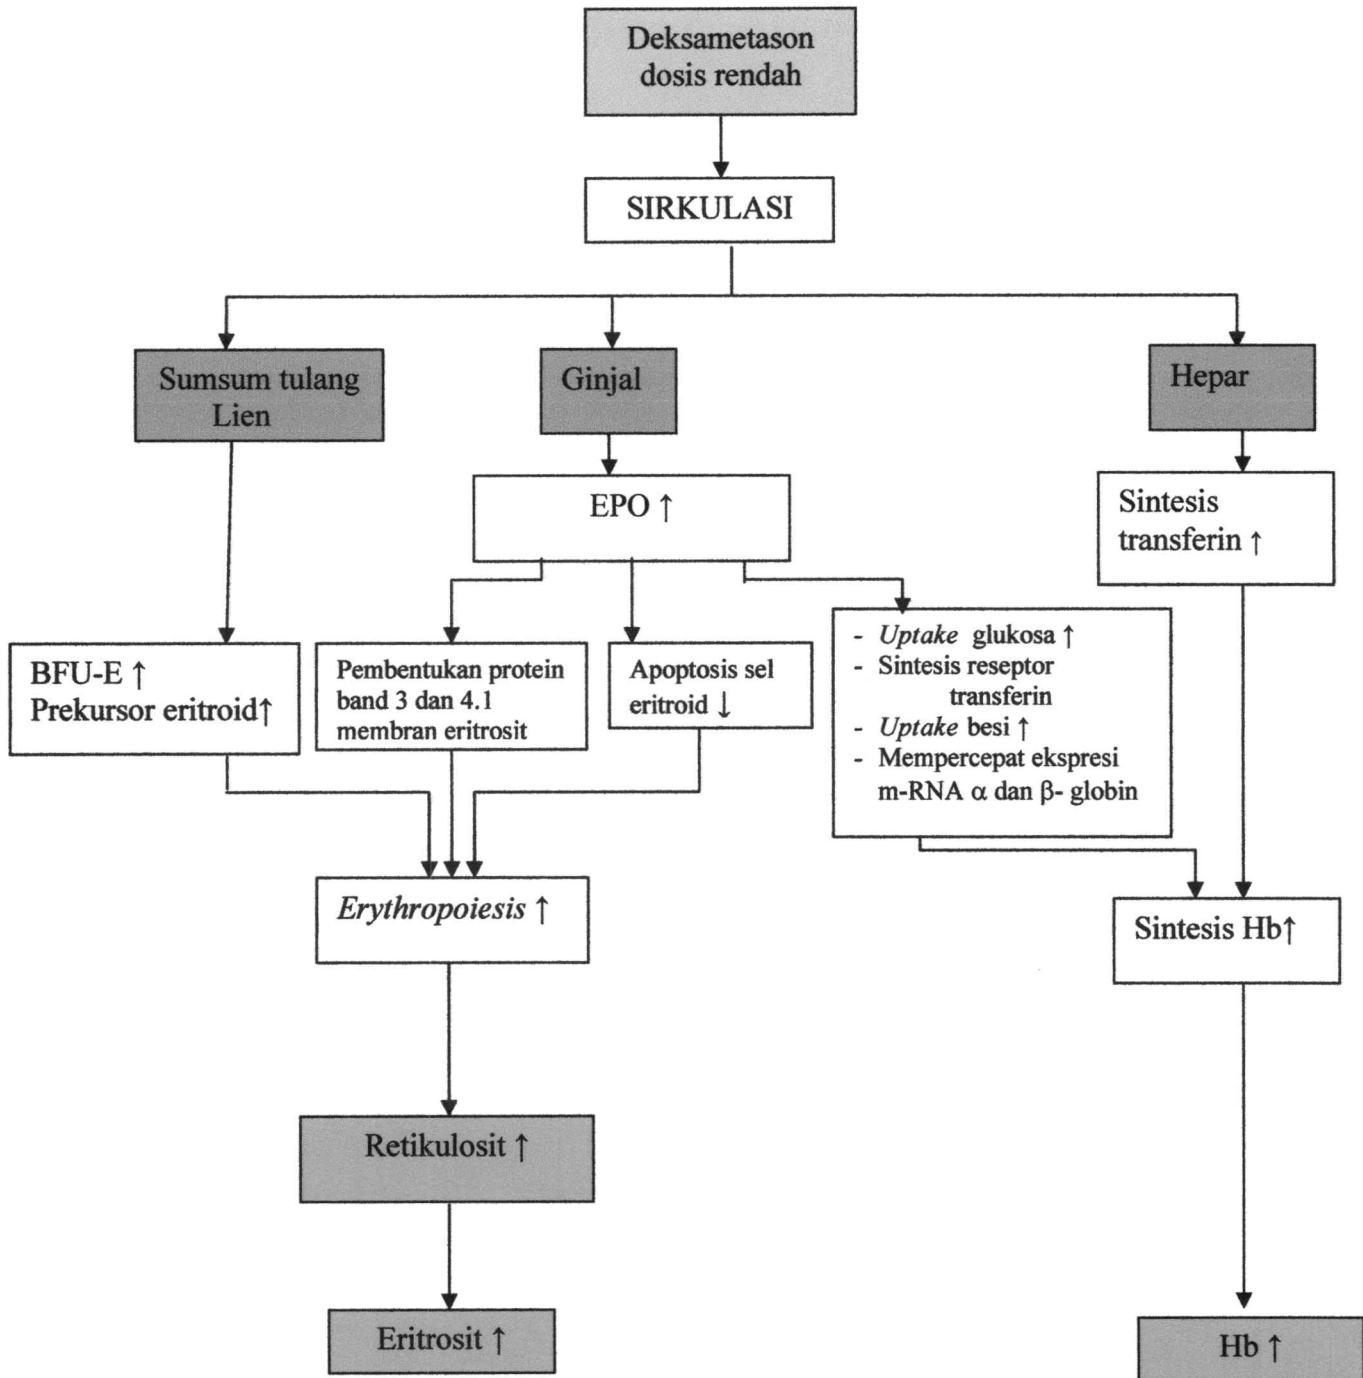 Deksametason
dosis rendah
SIRKULASI
Sumsum tulang
Lien
Ginjal
Hepar
EPO ↑
Sintesis
transferin ↑
BFU-E ↑
Prekursor eritroid↑
Pembentukan protein
band 3 dan 4.1
membran eritrosit
Apoptosis sel
eritroid ↓
- Uptake glukosa ↑
- Sintesis reseptor
transferin
- Uptake besi ↑
- Mempercepat ekspresi
m-RNA α dan β- globin
Erythropoiesis ↑
Sintesis Hb↑
Retikulosit ↑
Eritrosit ↑
Hb ↑